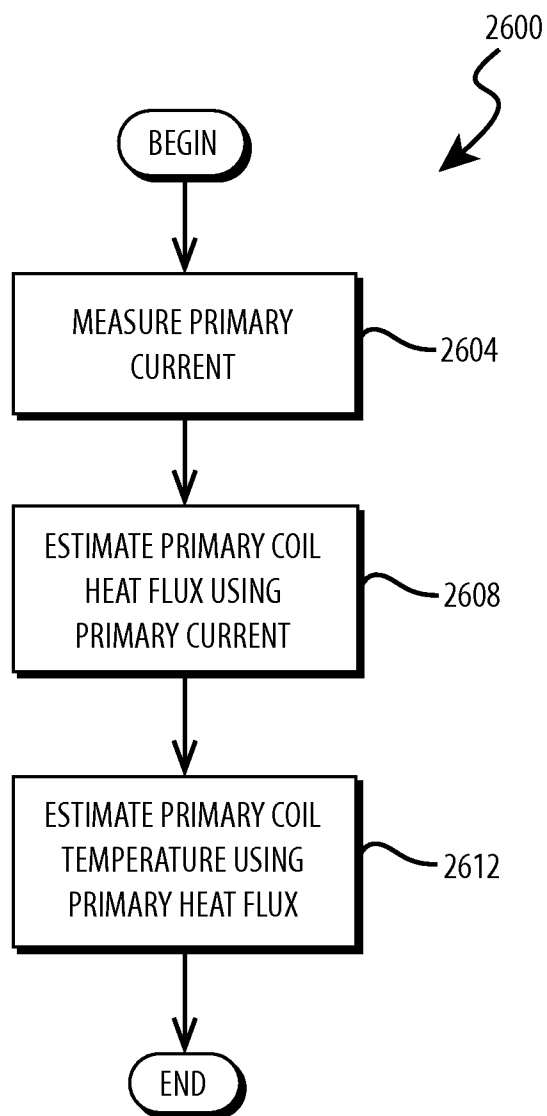 2600
BEGIN
MEASURE PRIMARY
CURRENT
2604
ESTIMATE PRIMARY COIL
HEAT FLUX USING
PRIMARY CURRENT
2608
ESTIMATE PRIMARY COIL
TEMPERATURE USING
PRIMARY HEAT FLUX
2612
END